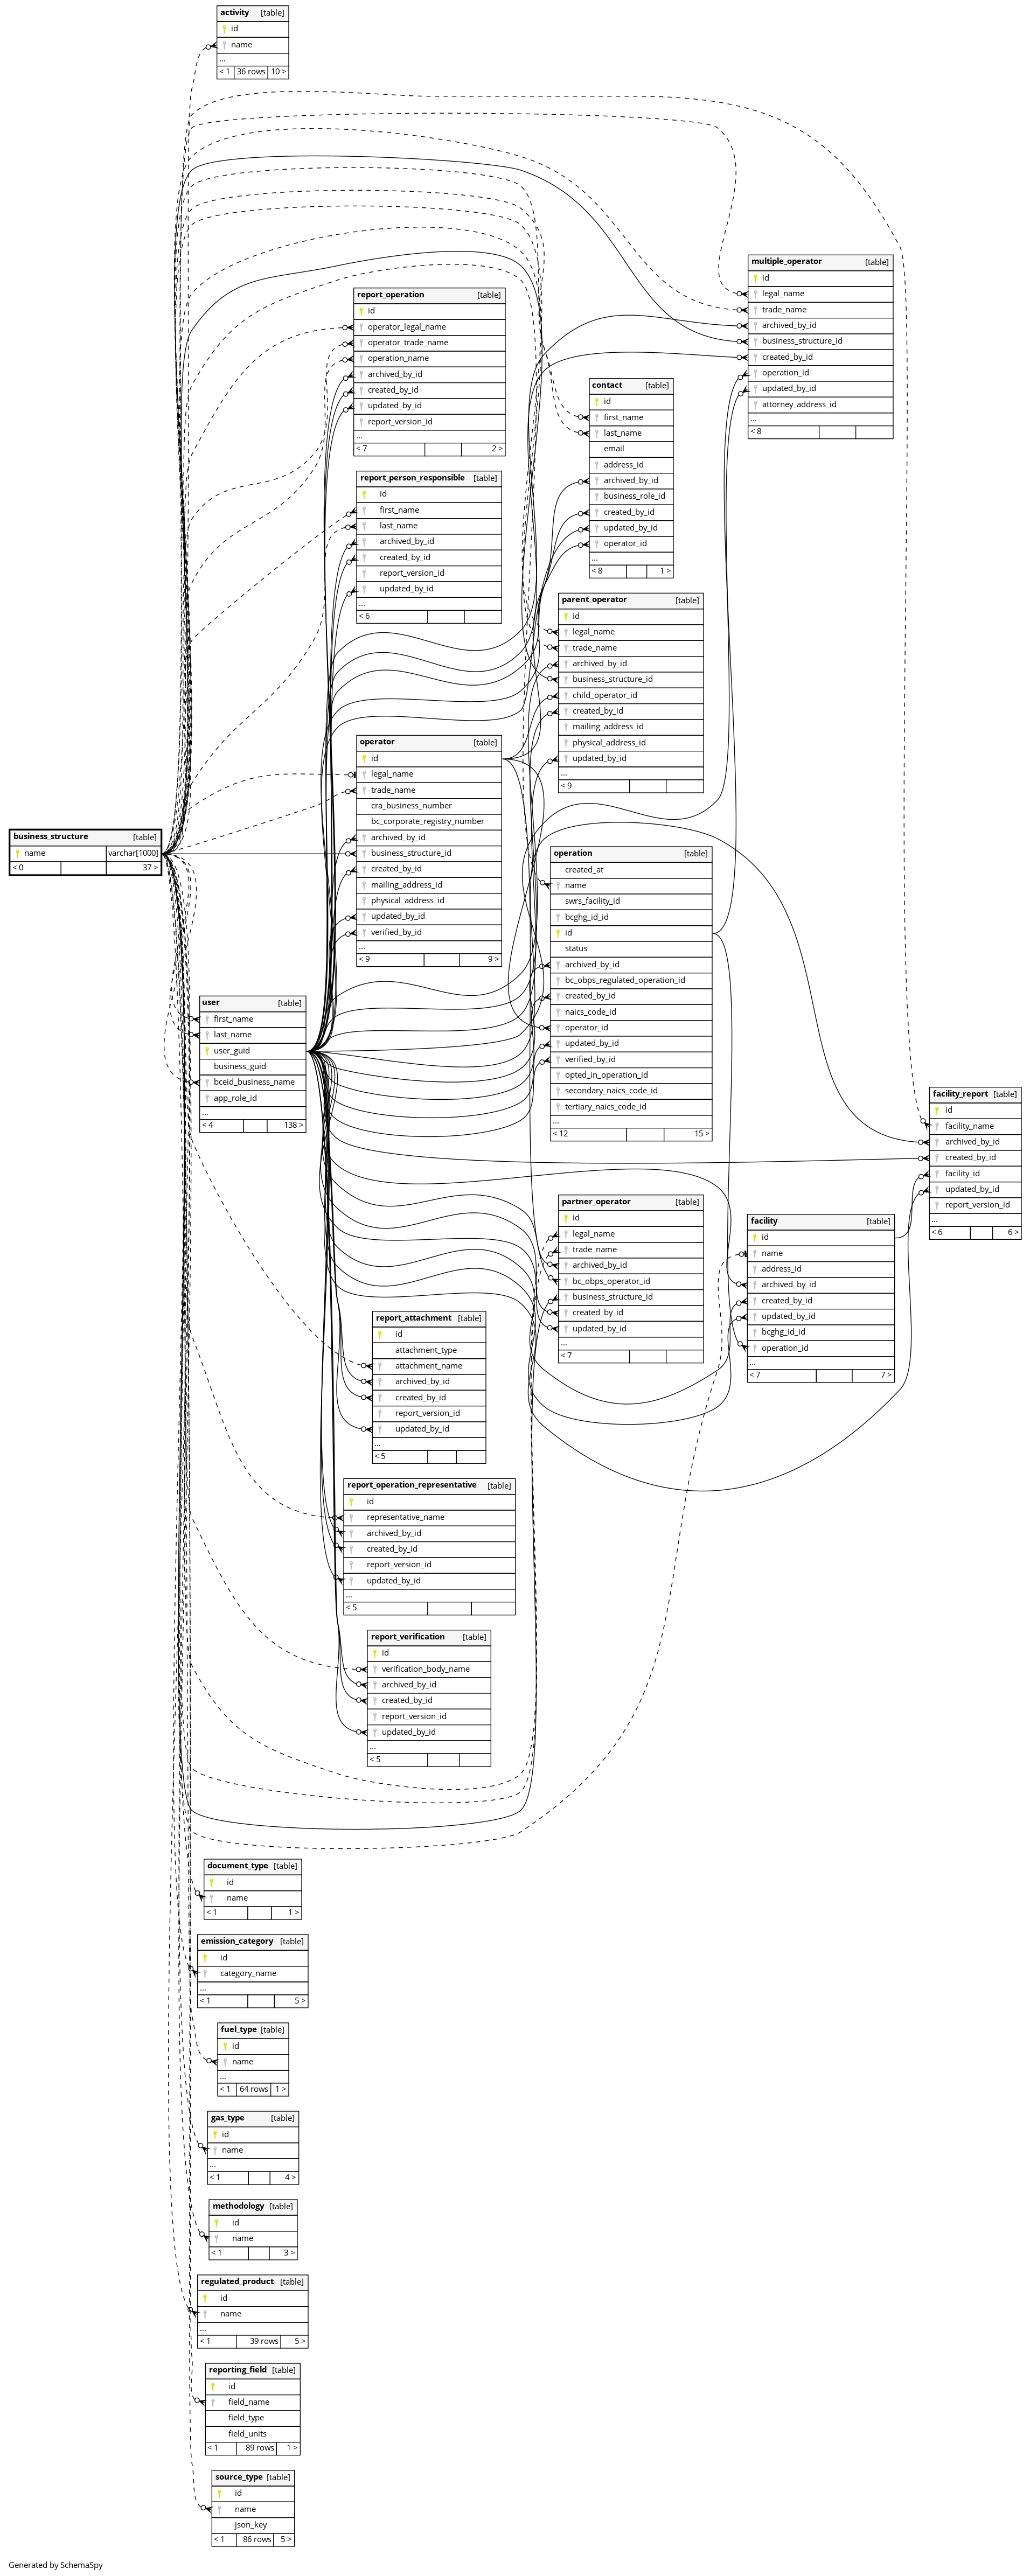 activity [table]
id
name
...
< 1 36 rows 10 >
multiple_operator [table]
id
legal_name
trade_name
archived_by_id
business_structure_id
created_by_id
operation_id
updated_by_id
attorney_address_id
...
< 8
report_operation [table]
id
operator_legal_name
operator_trade_name
operation_name
archived_by_id
created_by_id
updated_by_id
report_version_id
...
< 7 2 >
contact [table]
id
first_name
last_name
email
address_id
archived_by_id
business_role_id
created_by_id
updated_by_id
operator_id
...
< 8 1 >
report_person_responsible [table]
id
first_name
last_name
archived_by_id
created_by_id
report_version_id
updated_by_id
...
< 6
parent_operator [table]
id
legal_name
trade_name
archived_by_id
business_structure_id
child_operator_id
created_by_id
mailing_address_id
physical_address_id
updated_by_id
...
< 9
operator [table]
id
legal_name
trade_name
cra_business_number
bc_corporate_registry_number
archived_by_id
business_structure_id
created_by_id
mailing_address_id
physical_address_id
updated_by_id
verified_by_id
...
< 9 9 >
business_structure [table]
name varchar[1000]
< 0 37 >
operation [table]
created_at
name
swrs_facility_id
bcghg_id_id
id
status
archived_by_id
bc_obps_regulated_operation_id
created_by_id
naics_code_id
operator_id
updated_by_id
verified_by_id
opted_in_operation_id
secondary_naics_code_id
tertiary_naics_code_id
...
< 12 15 >
user [table]
first_name
last_name
user_guid
business_guid
bceid_business_name
app_role_id
...
< 4 138 >
facility_report [table]
id
facility_name
archived_by_id
created_by_id
facility_id
updated_by_id
report_version_id
...
< 6 6 >
partner_operator [table]
id
legal_name
trade_name
archived_by_id
bc_obps_operator_id
business_structure_id
created_by_id
updated_by_id
...
< 7
facility [table]
id
name
address_id
archived_by_id
created_by_id
updated_by_id
bcghg_id_id
operation_id
...
< 7 7 >
report_attachment [table]
id
attachment_type
attachment_name
archived_by_id
created_by_id
report_version_id
updated_by_id
...
< 5
report_operation_representative [table]
id
representative_name
archived_by_id
created_by_id
report_version_id
updated_by_id
...
< 5
report_verification [table]
id
verification_body_name
archived_by_id
created_by_id
report_version_id
updated_by_id
...
< 5
document_type [table]
id
name
< 1 1 >
emission_category [table]
id
category_name
...
< 1 5 >
fuel_type [table]
id
name
...
< 1 64 rows 1 >
gas_type [table]
id
name
...
< 1 4 >
methodology [table]
id
name
< 1 3 >
regulated_product [table]
id
name
...
< 1 39 rows 5 >
reporting_field [table]
id
field_name
field_type
field_units
< 1 89 rows 1 >
source_type [table]
id
name
json_key
< 1 86 rows 5 >
Generated by SchemaSpy